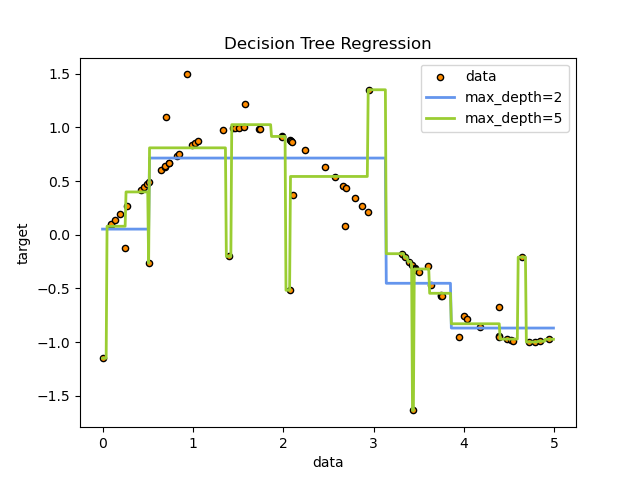 Decision Tree Regression
data
max_depth=2
max_depth=5
target
1.5
1.0
0.5
0.0
−0.5
−1.0
−1.5
0 1 2 3 4 5
data